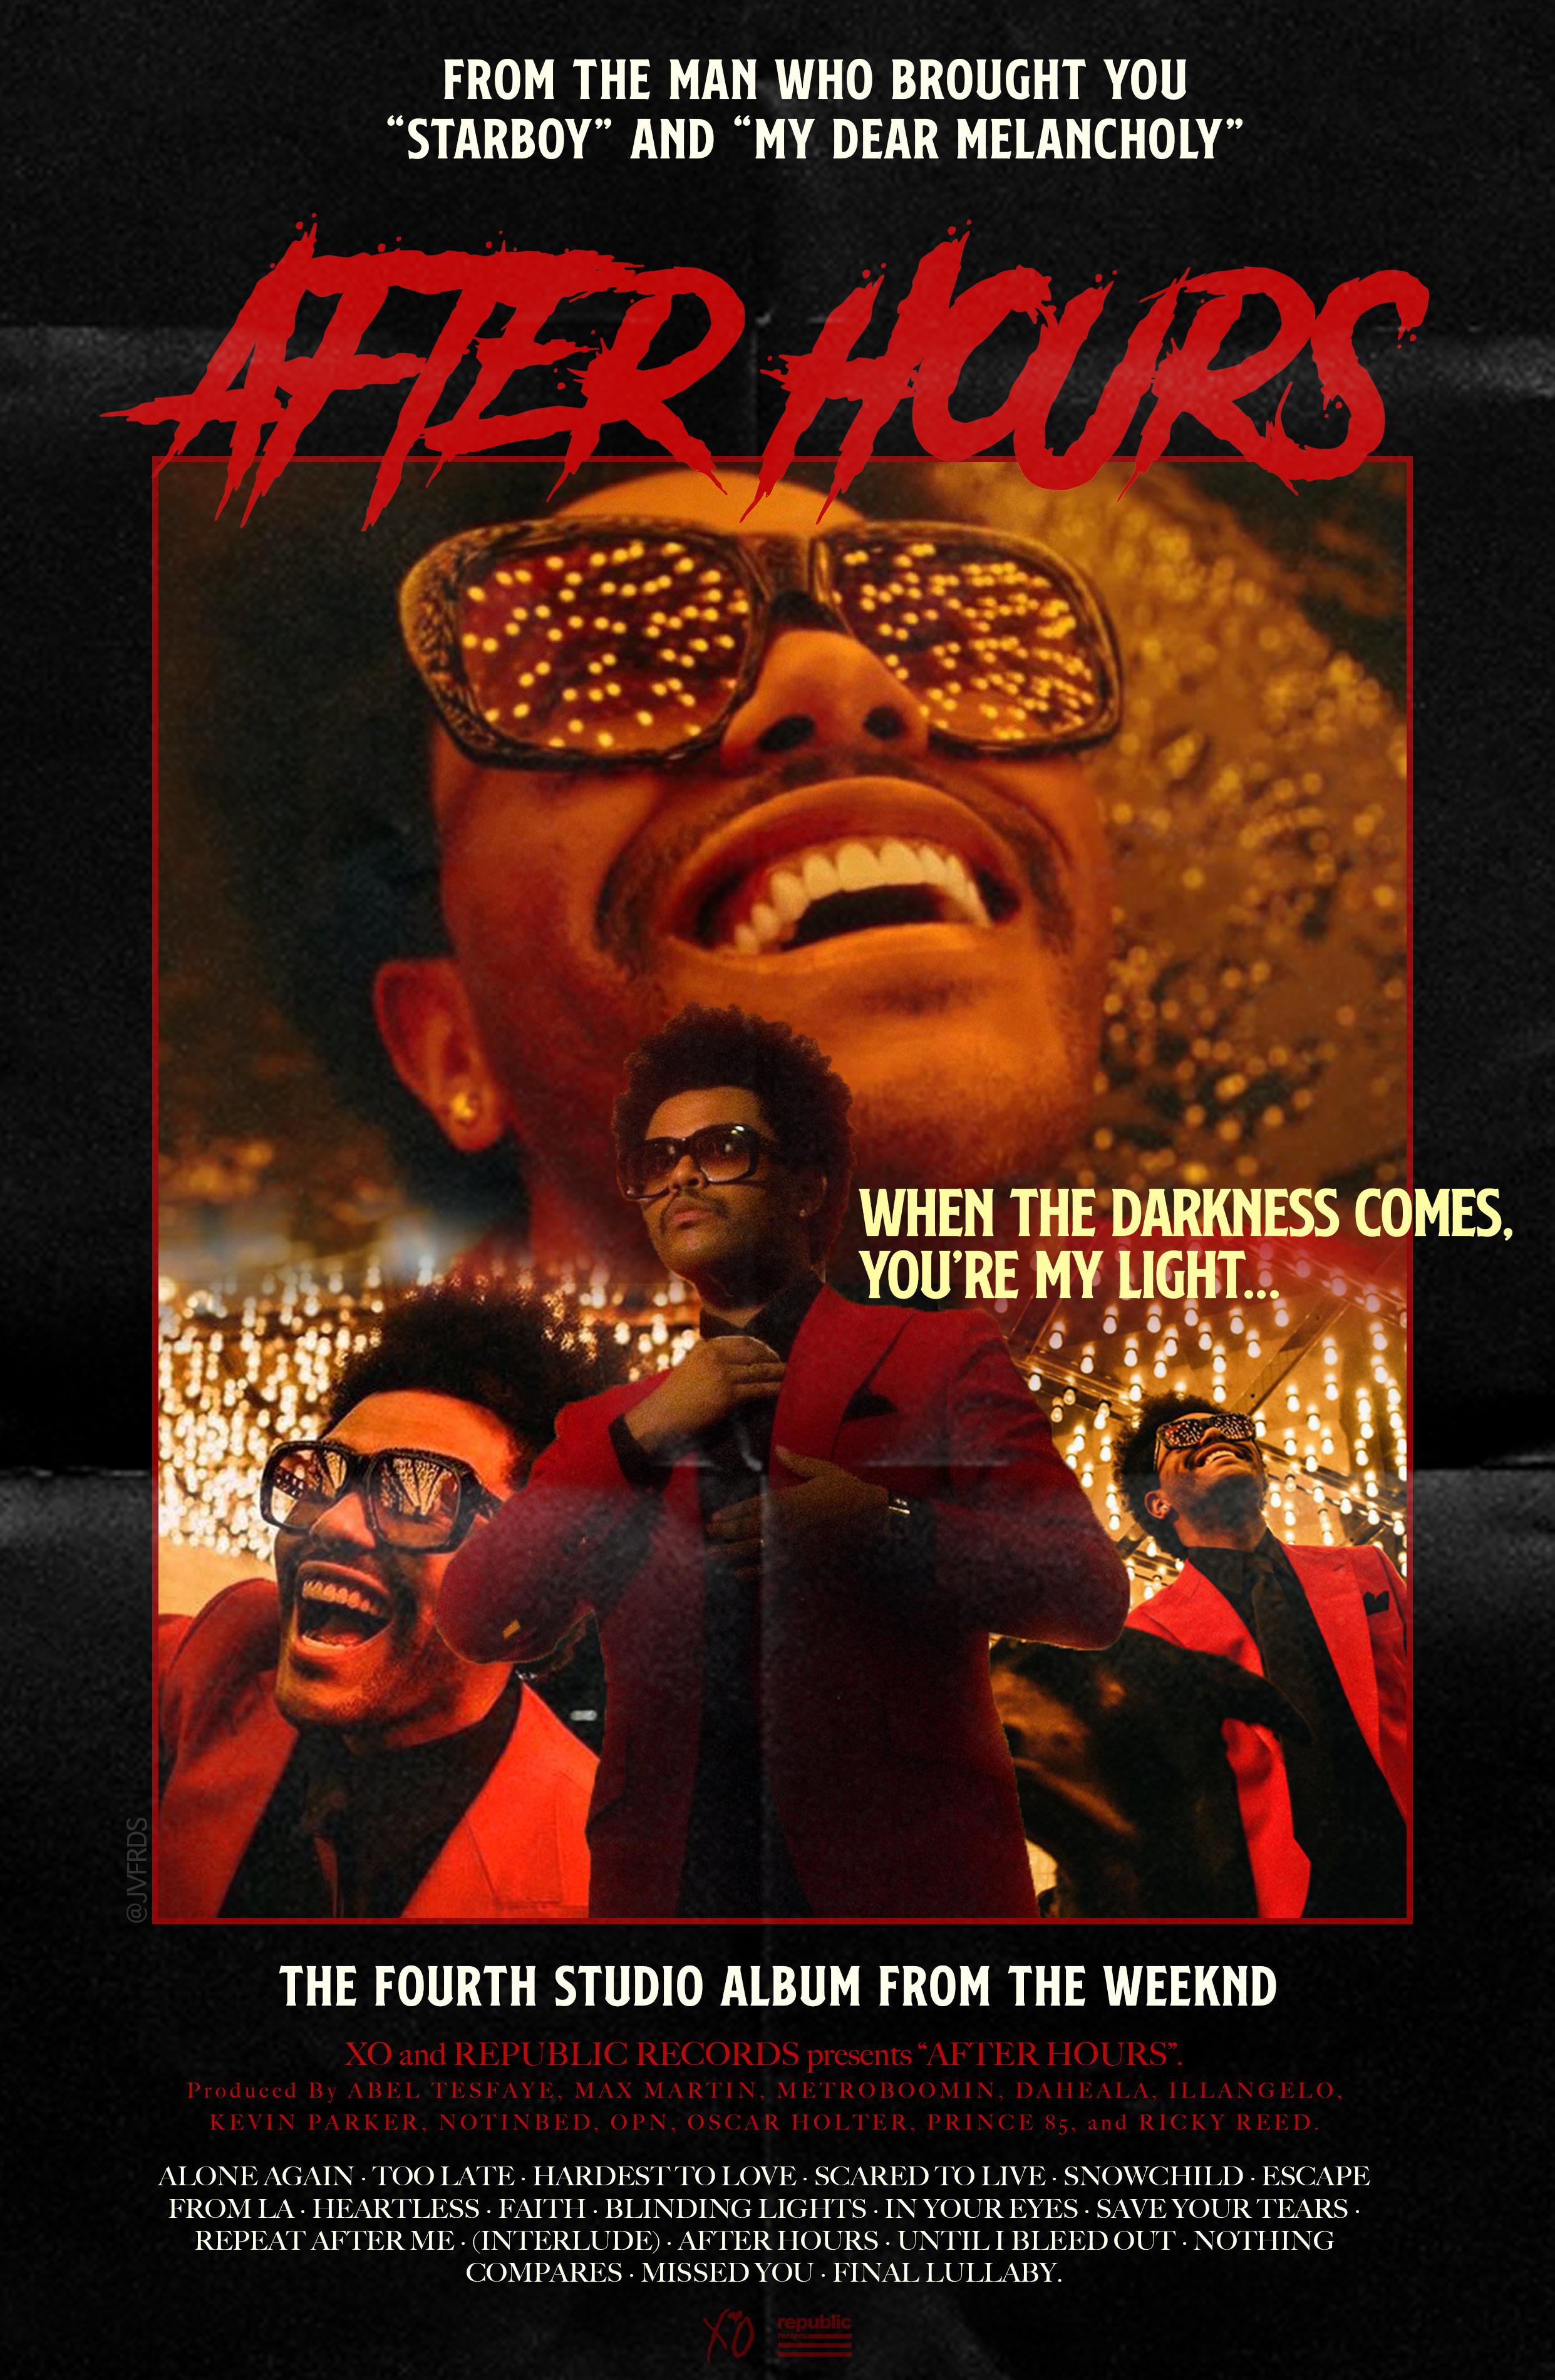 FROM THE MAN WHO BROUGHT YOU
“STARBOY” AND “MY DEAR MELANCHOLY”
AFTER HOURS
WHEN THE DARKNESS COMES,
YOU’RE MY LIGHT...
@JVFRDS
THE FOURTH STUDIO ALBUM FROM THE WEEKND
XO and REPUBLIC RECORDS presents “AFTER HOURS”.
Produced By ABEL TESFAYE, MAX MARTIN, METROBOOMIN, DAHEALA, ILLANGELO,
KEVIN PARKER, NOTINBED, OPN, OSCAR HOLTER, PRINCE 85, and RICKY REED.
ALONE AGAIN · TOO LATE · HARDEST TO LOVE · SCARED TO LIVE · SNOWCHILD · ESCAPE
FROM LA · HEARTLESS · FAITH · BLINDING LIGHTS · IN YOUR EYES · SAVE YOUR TEARS ·
REPEAT AFTER ME · (INTERLUDE) · AFTER HOURS · UNTIL I BLEED OUT · NOTHING
COMPARES · MISSED YOU · FINAL LULLABY.
XO republic
records